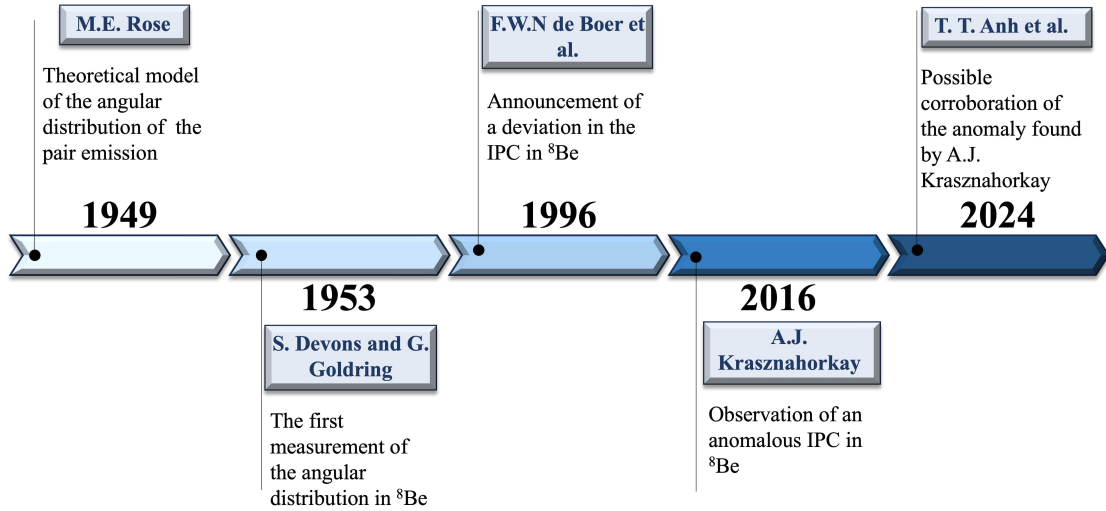 M.E. Rose
Theoretical model
of the angular
distribution of the
pair emission
1949
1953
S. Devons and G.
Goldring
The first
measurement of
the angular
distribution in ⁸Be
F.W.N de Boer et
al.
Announcement of
a deviation in the
IPC in ⁸Be
1996
2016
A.J.
Krasznahorkay
Observation of an
anomalous IPC in
⁸Be
T. T. Anh et al.
Possible
corroboration of
the anomaly found
by A.J.
Krasznahorkay
2024